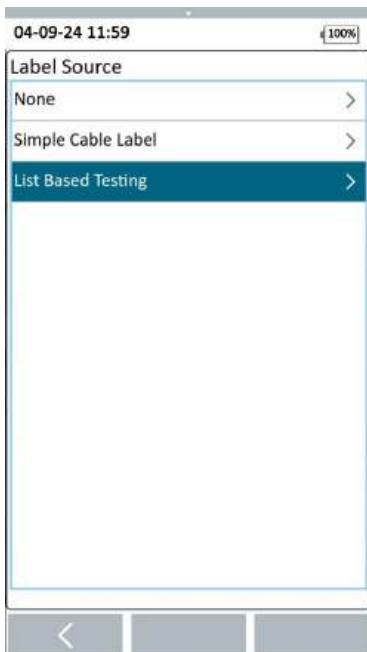 04-09-24 11:59 100%
Label Source
None
Simple Cable Label
List Based Testing